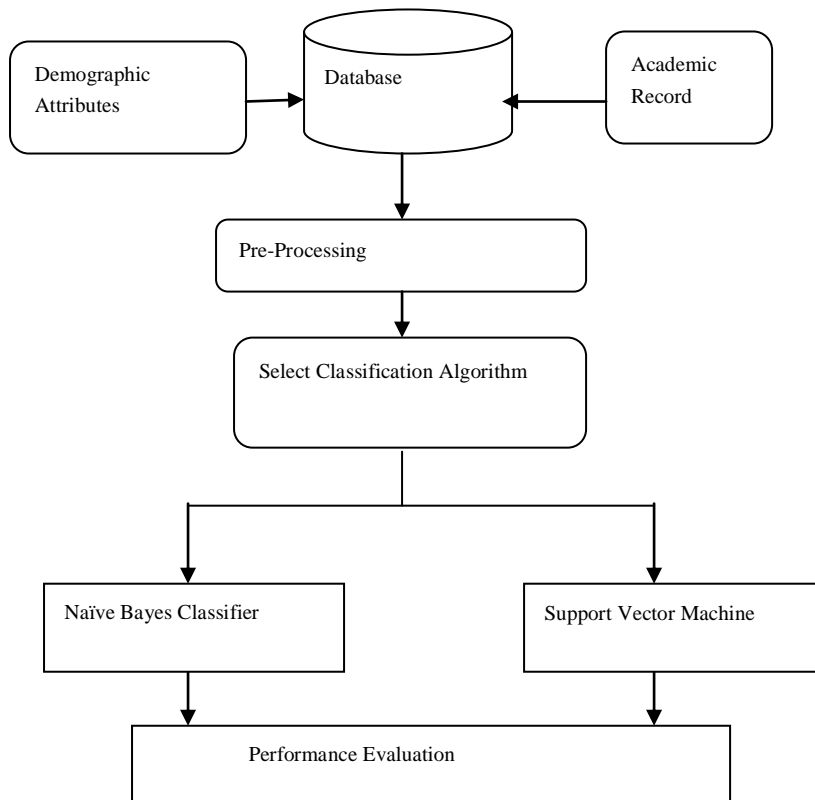 Demographic
Attributes
Database
Academic
Record
Pre-Processing
Select Classification Algorithm
Naïve Bayes Classifier
Support Vector Machine
Performance Evaluation